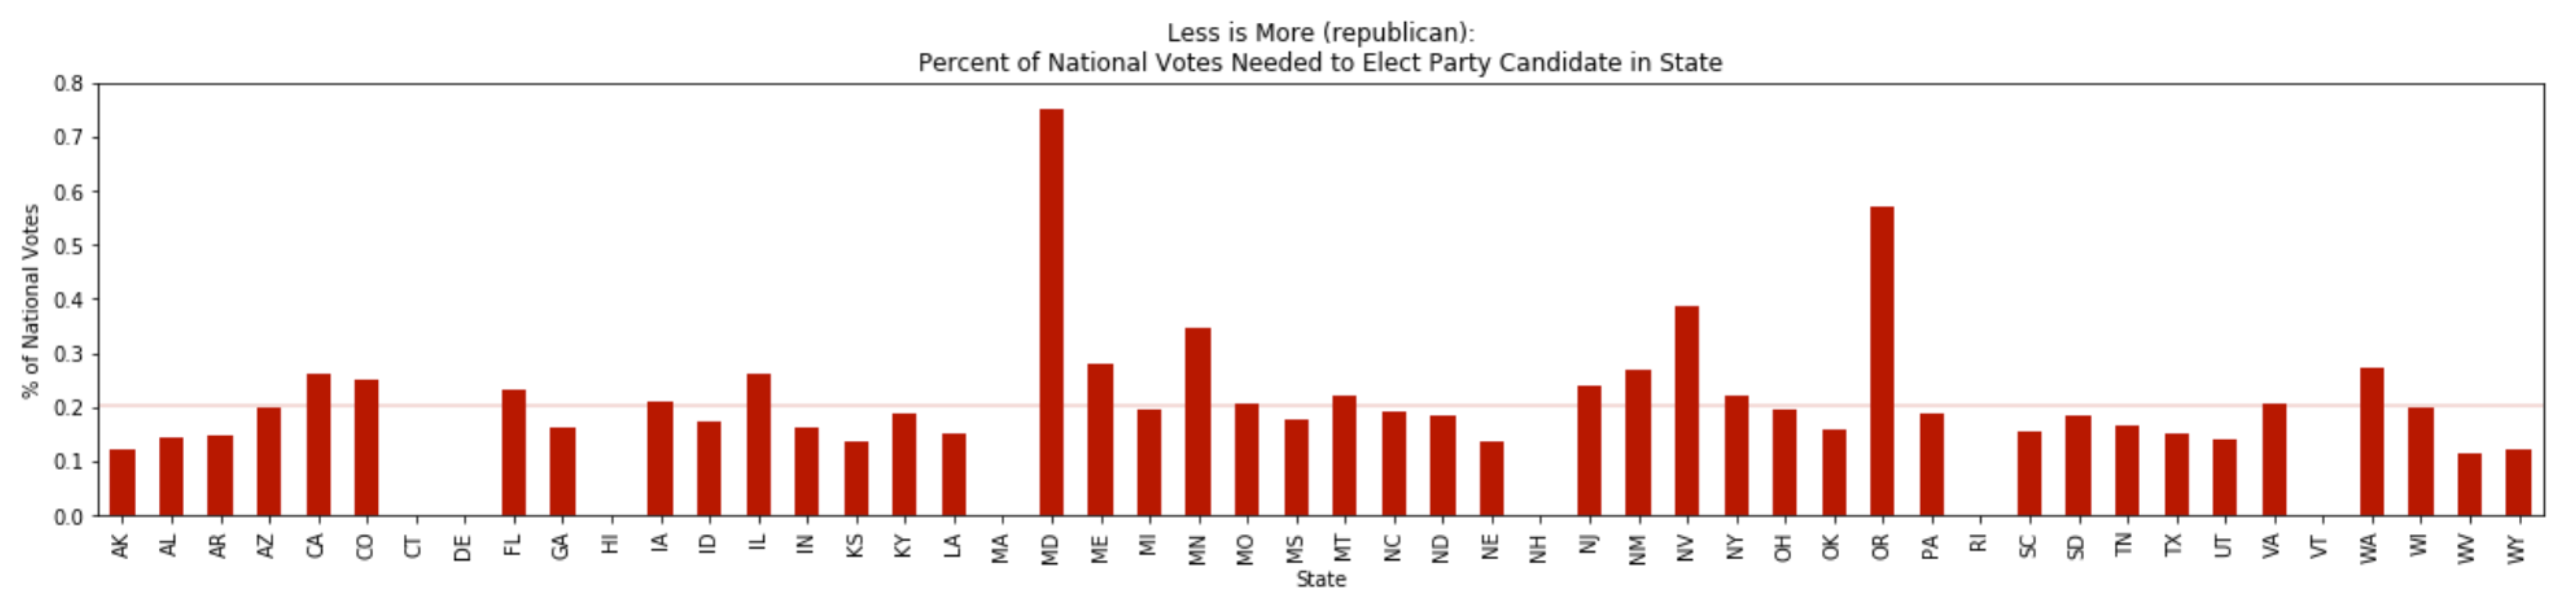 Less is More (republican):
Percent of National Votes Needed to Elect Party Candidate in State
% of National Votes
0.8
0.7
0.6
0.5
0.4
0.3
0.2
0.1
0.0
AK AL AR AZ CA CO CT DE FL GA HI IA ID IL IN KS KY LA MA MD ME MI MN MO MS MT NC ND NE NH NJ NM NV NY OH OK OR PA RI SC SD TN TX UT VA VT WA WI WV WY
State